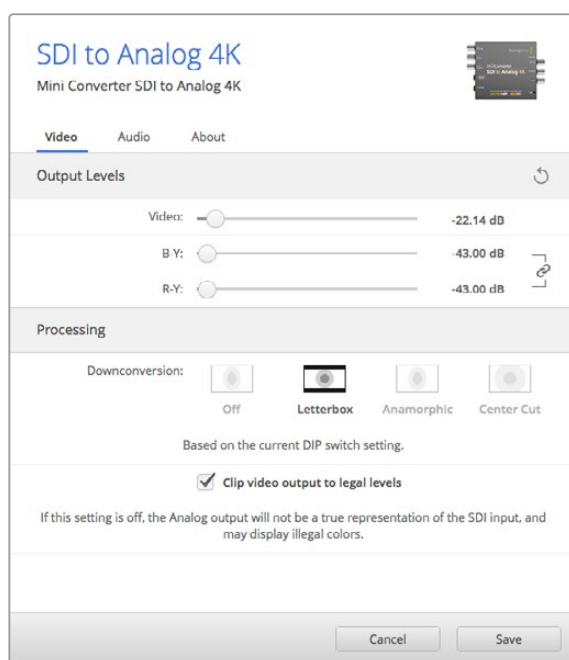 SDI to Analog 4K
Mini Converter SDI to Analog 4K
Video Audio About
Output Levels
Video: -22.14 dB
B-Y: -43.00 dB
R-Y: -43.00 dB
Processing
Downconversion:
Off Letterbox Anamorphic Center Cut
Based on the current DIP switch setting.
Clip video output to legal levels
If this setting is off, the Analog output will not be a true representation of the SDI input, and
may display illegal colors.
Cancel Save